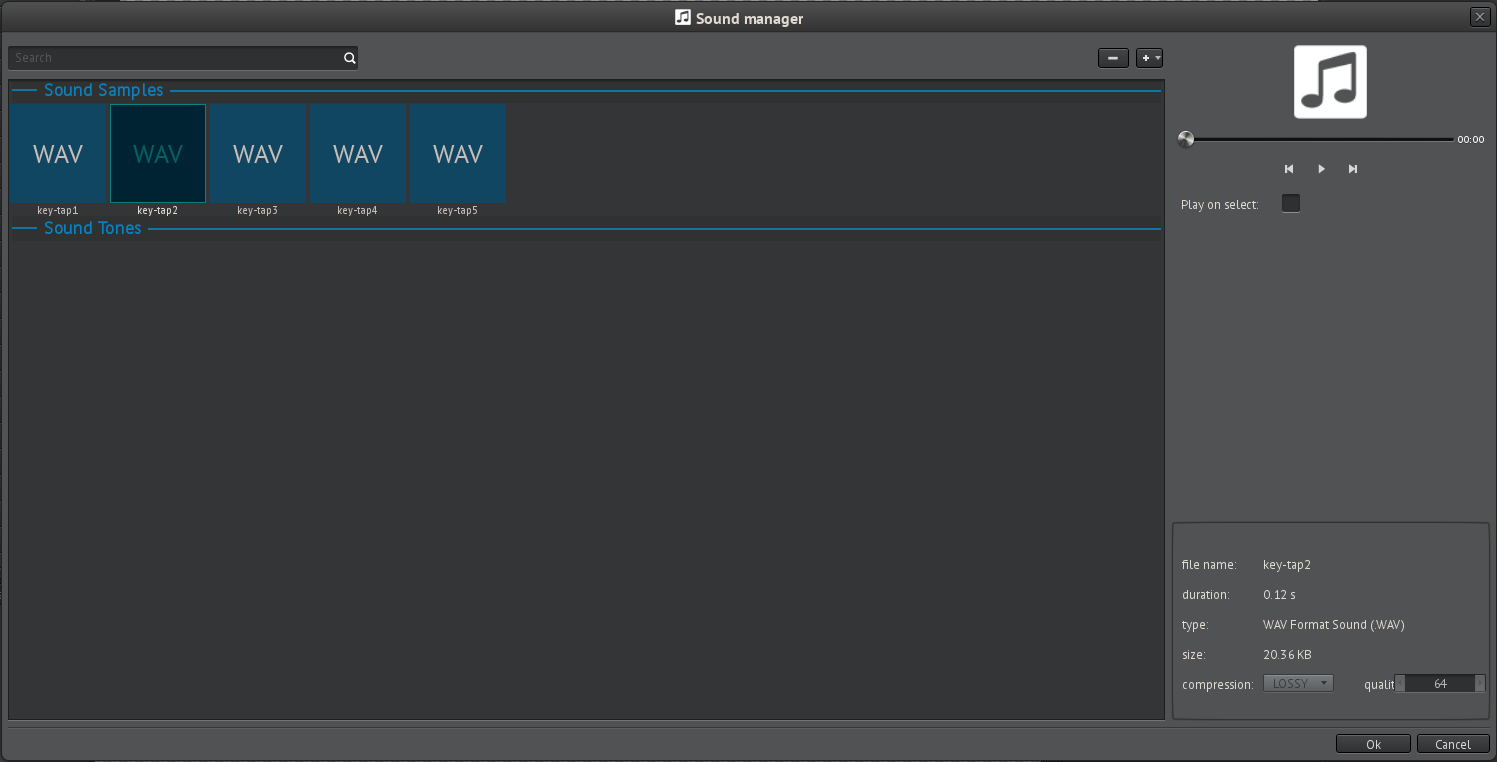 Sound manager
Search
Sound Samples
WAV WAV WAV WAV WAV
key-tap1 key-tap2 key-tap3 key-tap4 key-tap5
Sound Tones
00:00
Play on select:
file name: key-tap2
duration: 0.12 s
type: WAV Format Sound (.WAV)
size: 20.36 KB
compression: LOSSY qualit 64
Ok Cancel